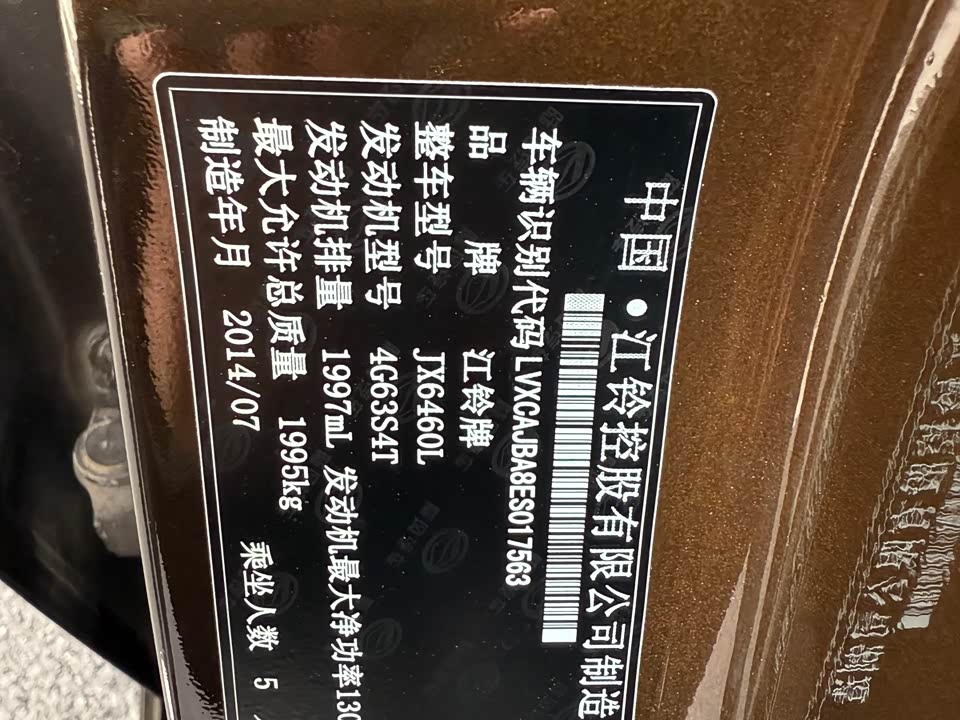 中国·江铃控股有限公司制造
车辆识别代码 LVXCAJBA8ES017563
品 牌 江铃牌
整车型号 JX6460L
发动机型号 4G63S4T
发动机排量 1997mL 发动机最大净功率130
最大允许总质量 1995kg
制造年月 2014/07 乘坐人数 5